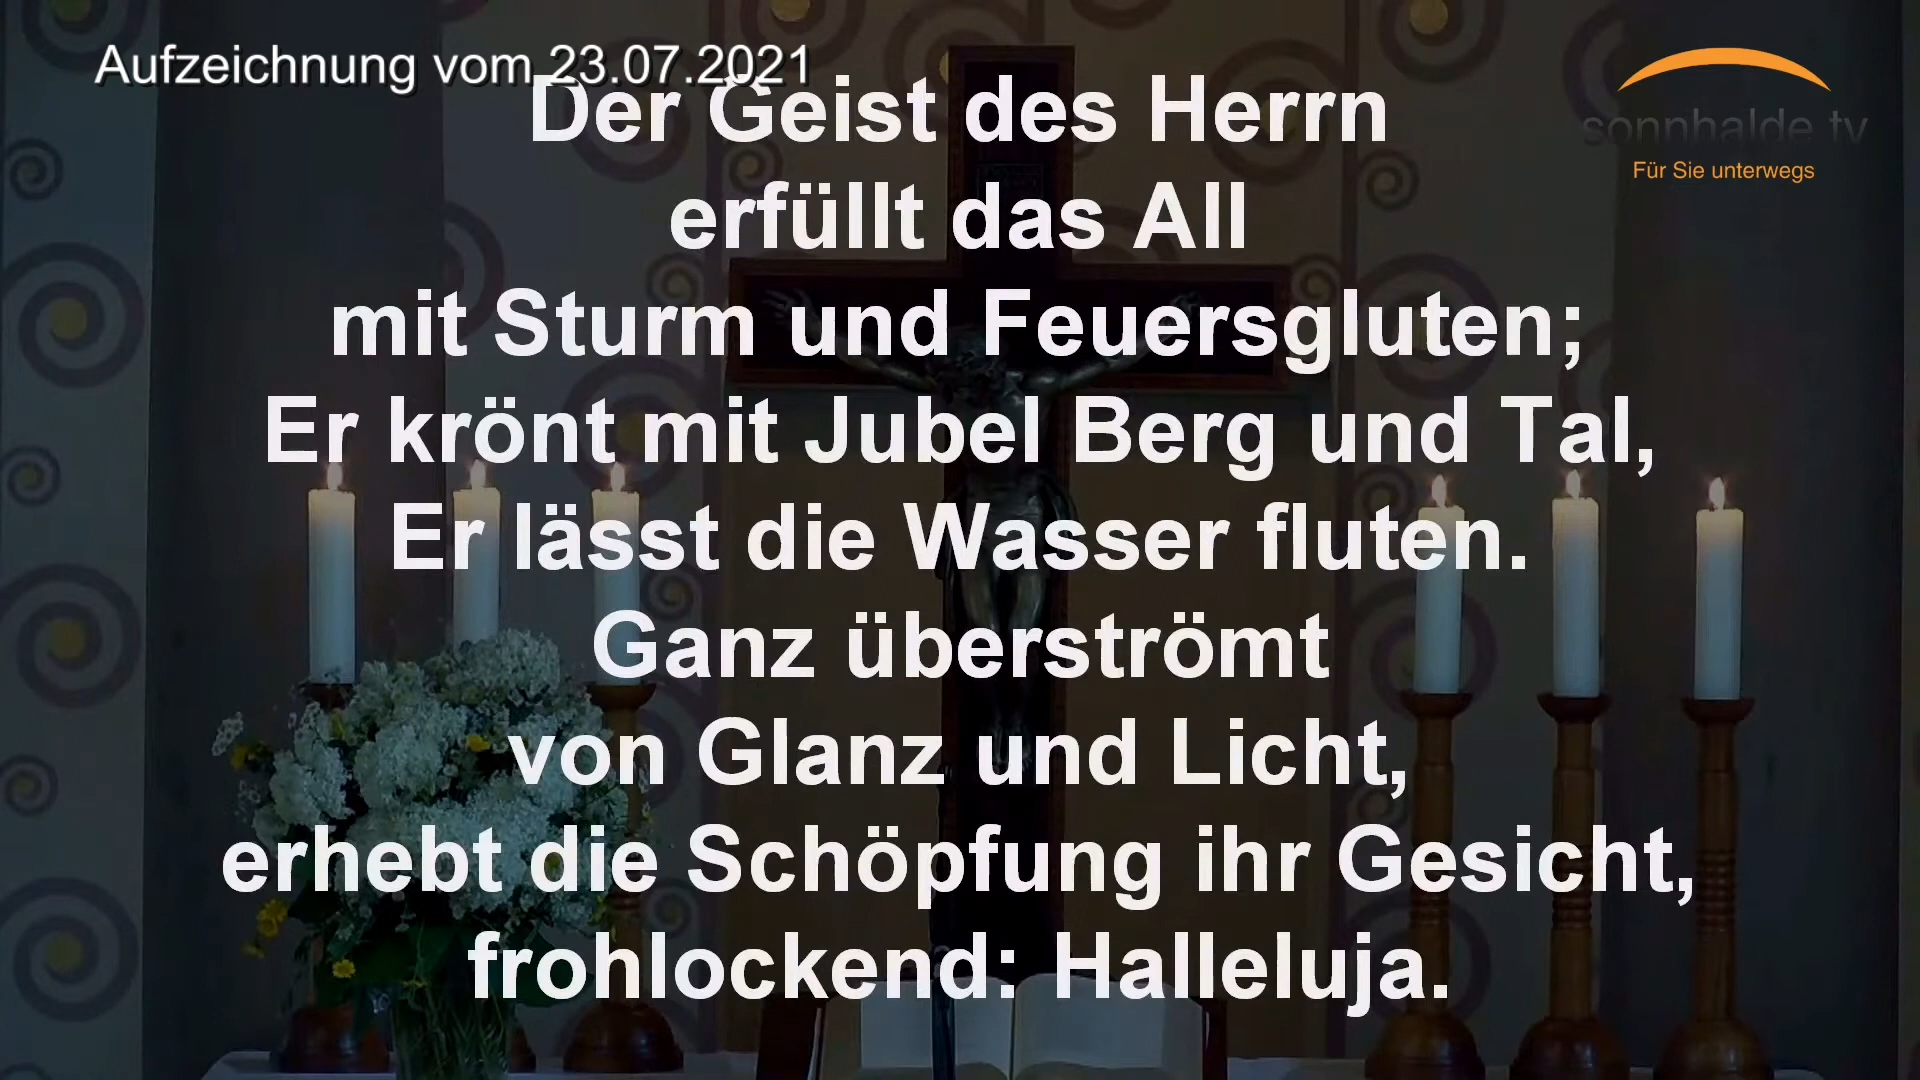 Aufzeichnung vom 23.07.2021
sonnhalde tv
Für Sie unterwegs
Der Geist des Herrn
erfüllt das All
mit Sturm und Feuersgluten;
Er krönt mit Jubel Berg und Tal,
Er lässt die Wasser fluten.
Ganz überströmt
von Glanz und Licht,
erhebt die Schöpfung ihr Gesicht,
frohlockend: Halleluja.